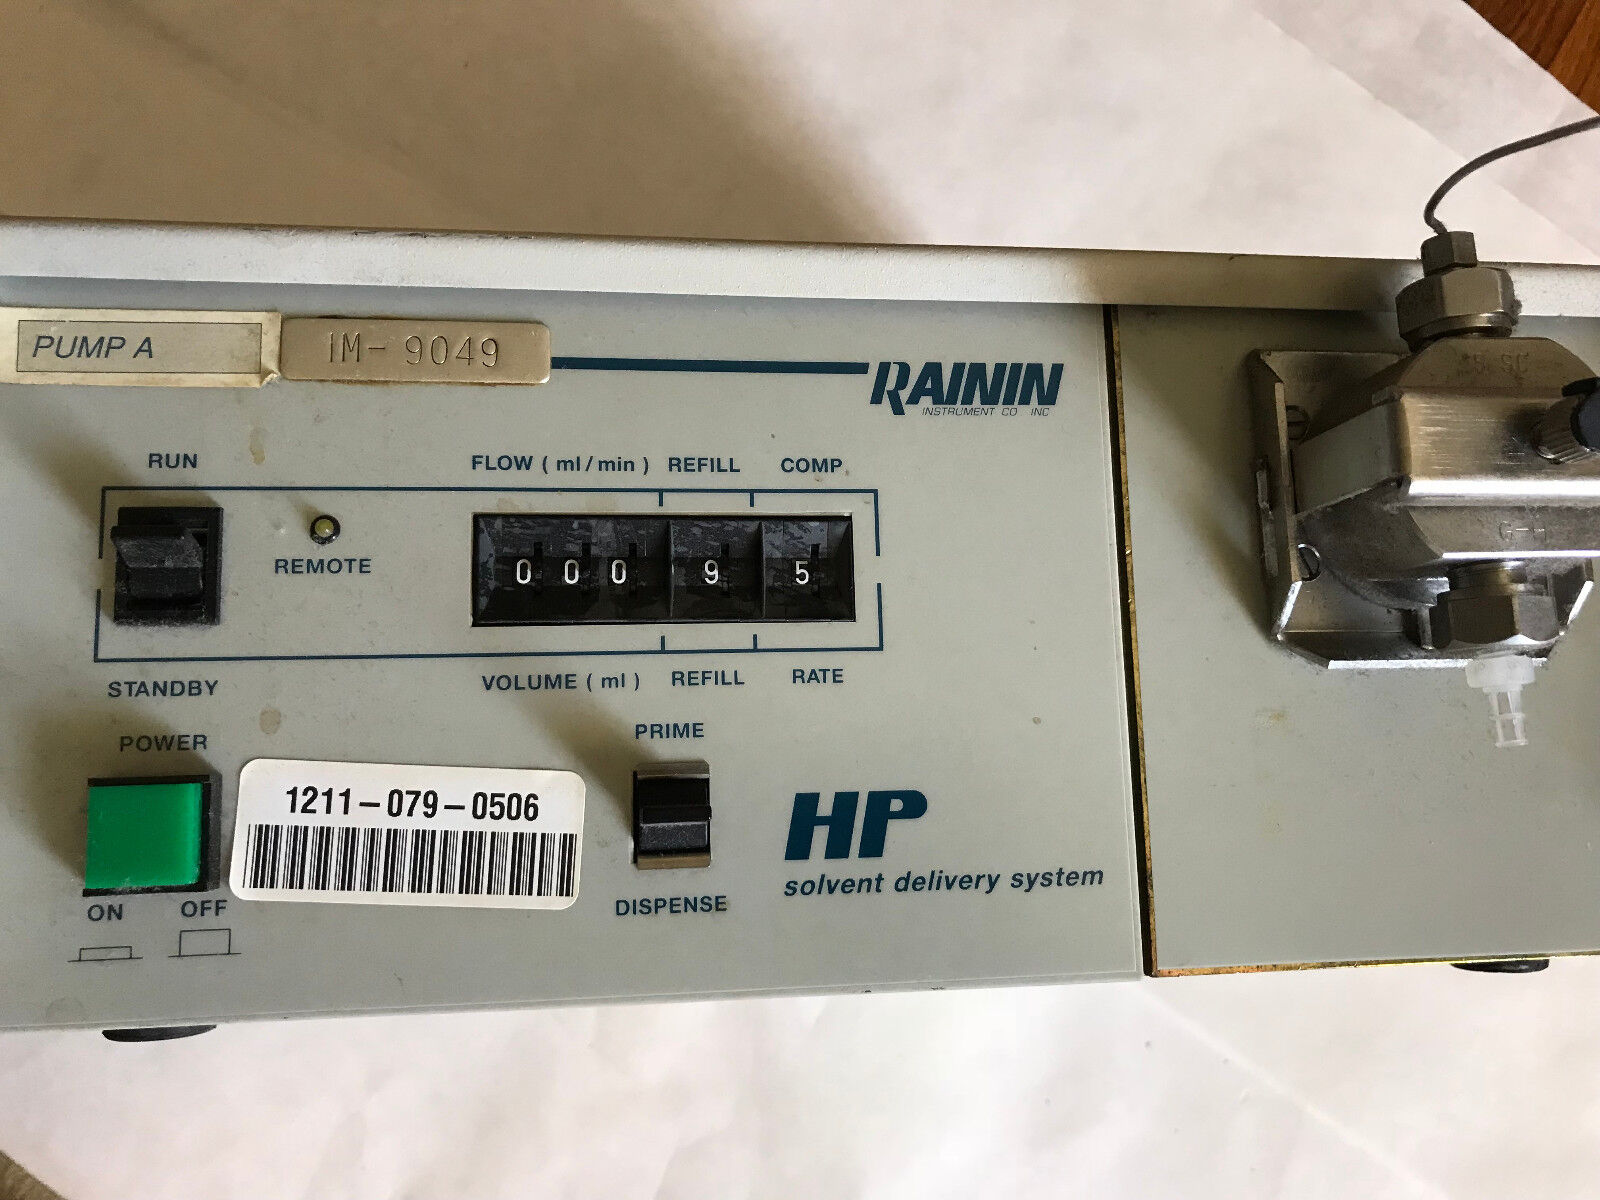 PUMP A
IM-9049
RAININ
INSTRUMENT CO INC
RUN
FLOW (ml/min) REFILL COMP
REMOTE
0 0 0 9 5
STANDBY
VOLUME (ml) REFILL RATE
POWER
PRIME
1211-079-0506
ON OFF
DISPENSE
HP
solvent delivery system
G-H